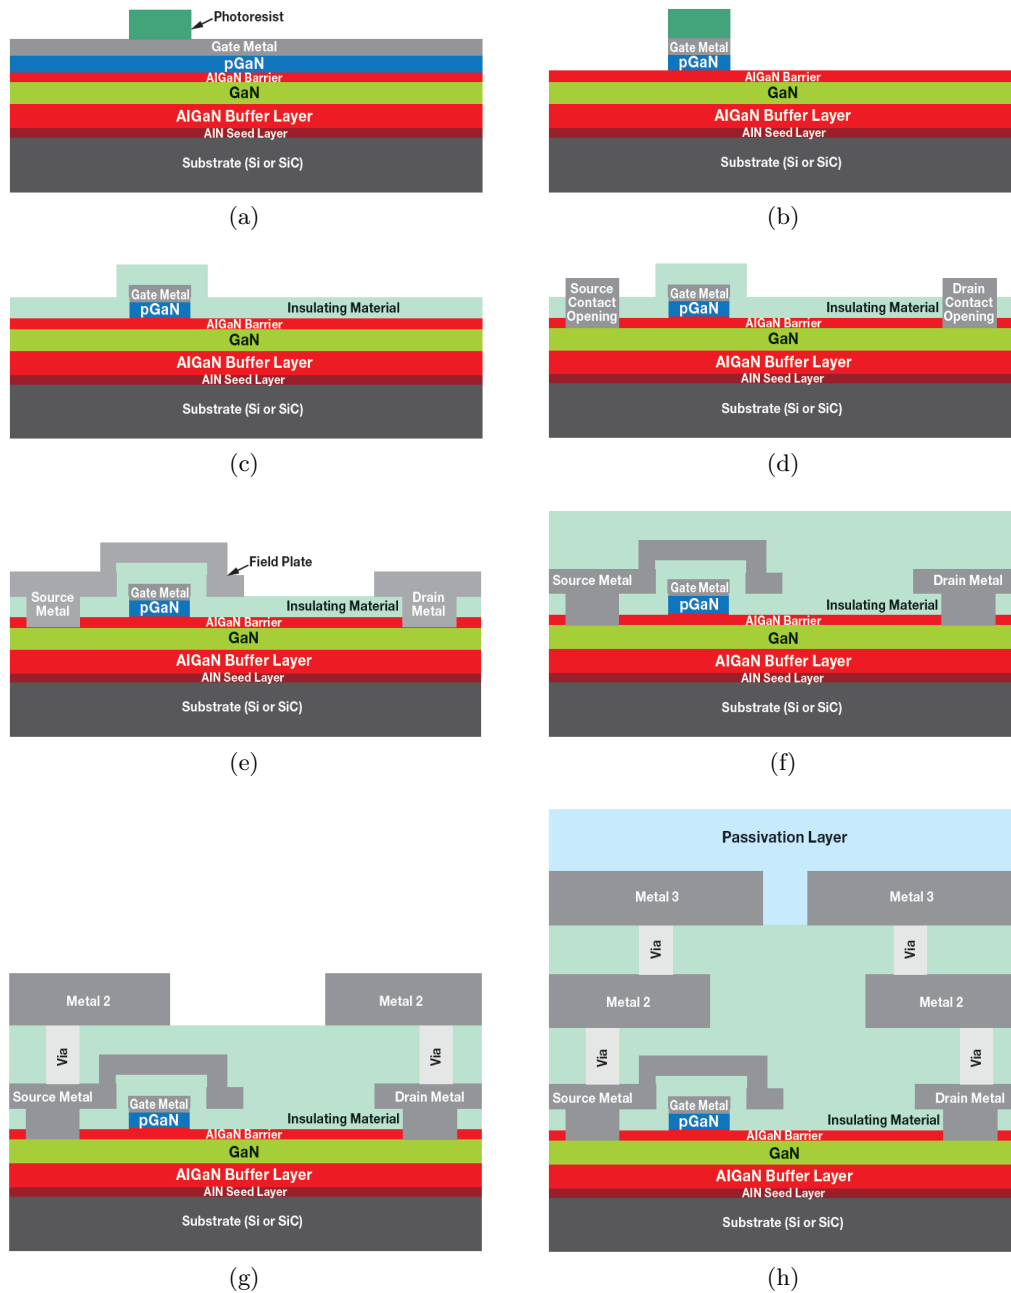 Photoresist
Gate Metal
pGaN
AlGaN Barrier
GaN
AlGaN Buffer Layer
AlN Seed Layer
Substrate (Si or SiC)
(a)
Gate Metal
pGaN
AlGaN Barrier
GaN
AlGaN Buffer Layer
AlN Seed Layer
Substrate (Si or SiC)
(b)
Gate Metal
pGaN
Insulating Material
AlGaN Barrier
GaN
AlGaN Buffer Layer
AlN Seed Layer
Substrate (Si or SiC)
(c)
Source
Contact
Opening
Gate Metal
pGaN
Insulating Material
Drain
Contact
Opening
AlGaN Barrier
GaN
AlGaN Buffer Layer
AlN Seed Layer
Substrate (Si or SiC)
(d)
Field Plate
Source
Metal
Gate Metal
pGaN
Insulating Material
Drain
Metal
AlGaN Barrier
GaN
AlGaN Buffer Layer
AlN Seed Layer
Substrate (Si or SiC)
(e)
Source Metal
Gate Metal
pGaN
Insulating Material
Drain Metal
AlGaN Barrier
GaN
AlGaN Buffer Layer
AlN Seed Layer
Substrate (Si or SiC)
(f)
Metal 2
Metal 2
Via
Via
Source Metal
Gate Metal
pGaN
Drain Metal
Insulating Material
AlGaN Barrier
GaN
AlGaN Buffer Layer
AlN Seed Layer
Substrate (Si or SiC)
(g)
Passivation Layer
Metal 3
Metal 3
Via
Via
Metal 2
Metal 2
Via
Via
Source Metal
Gate Metal
pGaN
Drain Metal
Insulating Material
AlGaN Barrier
GaN
AlGaN Buffer Layer
AlN Seed Layer
Substrate (Si or SiC)
(h)